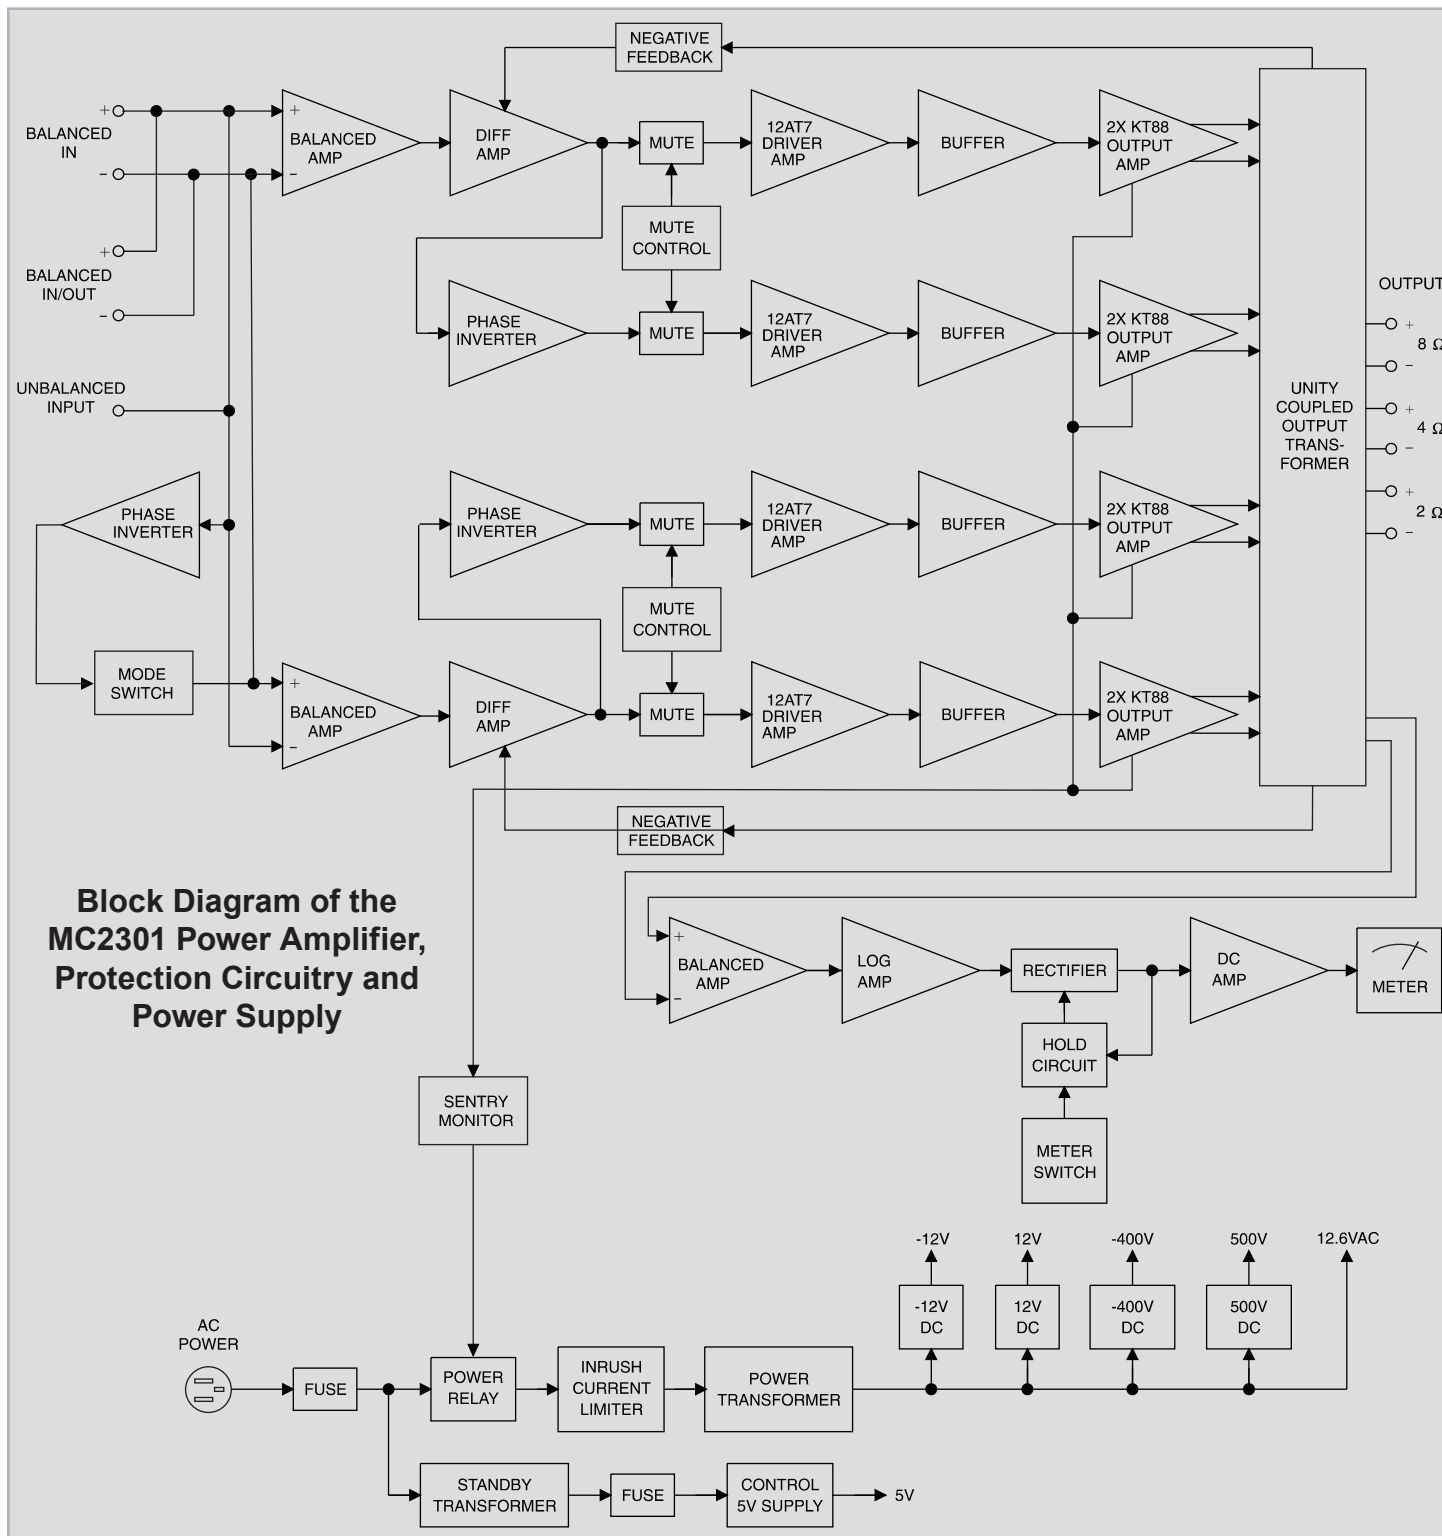 NEGATIVE
FEEDBACK
+
BALANCED
IN
-
+
BALANCED
AMP
-
DIFF
AMP
MUTE
12AT7
DRIVER
AMP
BUFFER
2X KT88
OUTPUT
AMP
MUTE
CONTROL
+
BALANCED
IN/OUT
-
PHASE
INVERTER
MUTE
12AT7
DRIVER
AMP
BUFFER
2X KT88
OUTPUT
AMP
UNBALANCED
INPUT
UNITY
COUPLED
OUTPUT
TRANS-
FORMER
OUTPUT
+
8 Ω
-
+
4 Ω
-
+
2 Ω
-
PHASE
INVERTER
PHASE
INVERTER
MUTE
12AT7
DRIVER
AMP
BUFFER
2X KT88
OUTPUT
AMP
MUTE
CONTROL
MODE
SWITCH
+
BALANCED
AMP
-
DIFF
AMP
MUTE
12AT7
DRIVER
AMP
BUFFER
2X KT88
OUTPUT
AMP
NEGATIVE
FEEDBACK
Block Diagram of the
MC2301 Power Amplifier,
Protection Circuitry and
Power Supply
+
BALANCED
AMP
-
LOG
AMP
RECTIFIER
DC
AMP
METER
HOLD
CIRCUIT
METER
SWITCH
SENTRY
MONITOR
-12V
12V
-400V
500V
12.6VAC
-12V
DC
12V
DC
-400V
DC
500V
DC
AC
POWER
FUSE
POWER
RELAY
INRUSH
CURRENT
LIMITER
POWER
TRANSFORMER
STANDBY
TRANSFORMER
FUSE
CONTROL
5V SUPPLY
5V